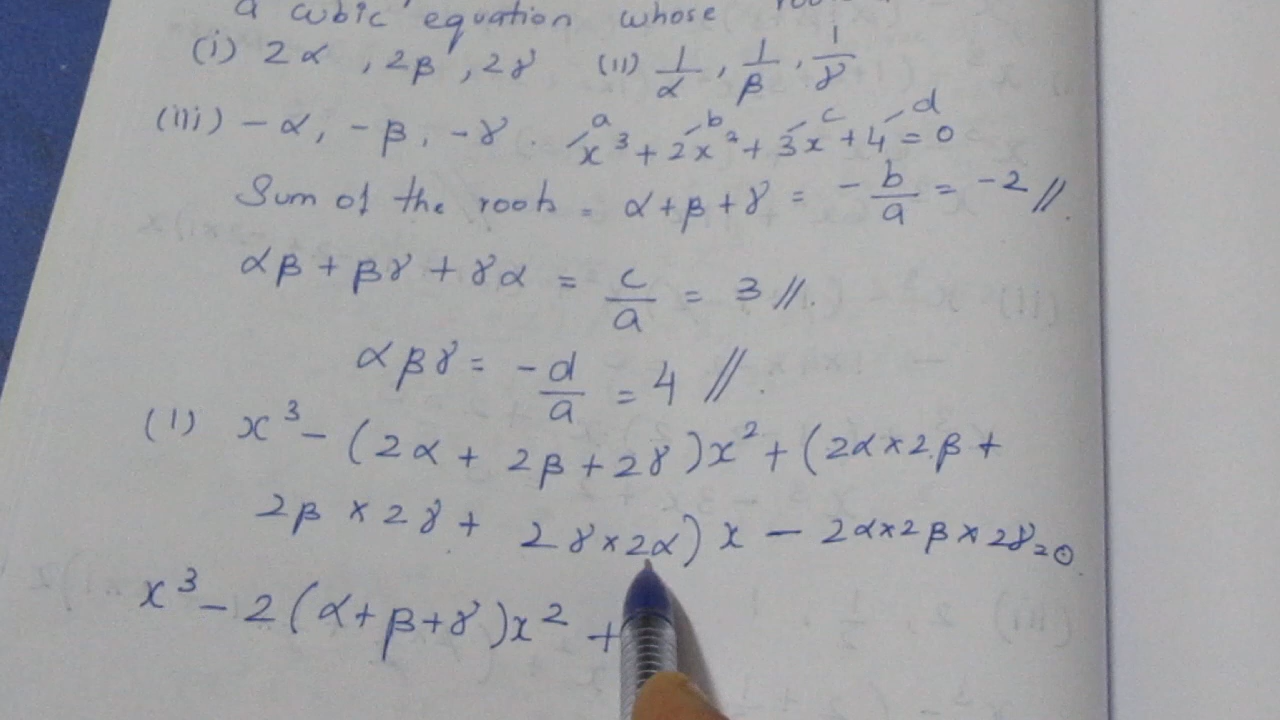 a cubic equation whose
(i) 2α , 2β , 2γ (ii) 1/α , 1/β , 1/γ
(iii) -α, -β, -γ .
a b c d
x³ + 2x² + 3x + 4 = 0
Sum of the roots = α+β+γ = -b/a = -2 //.
αβ + βγ + γα = c/a = 3 //.
αβγ = -d/a = 4 //.
(1) x³ - (2α + 2β + 2γ)x² + (2α×2β +
2β × 2γ + 2γ×2α) x - 2α×2β×2γ=0.
x³ - 2(α+β+γ)x² +